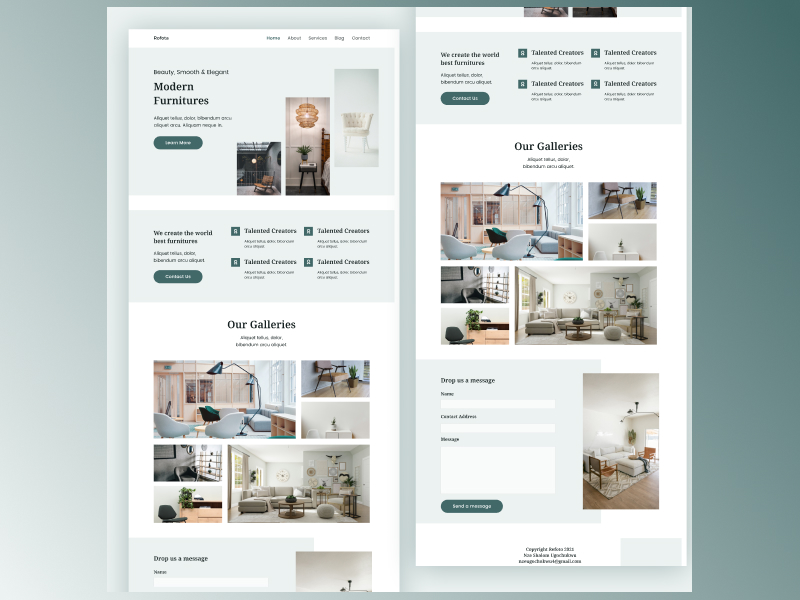 Refota
Home About Services Blog Contact
Beauty, Smooth & Elegant
Modern
Furnitures
Aliquet tellus, dolor, bibendum arcu
aliquet arcu. Aliquam neque in.
Learn More
We create the world
best furnitures
Aliquet tellus, dolor,
bibendum arcu aliquet.
Contact Us
Talented Creators
Aliquet tellus, dolor, bibendum
arcu aliquet.
Talented Creators
Aliquet tellus, dolor, bibendum
arcu aliquet.
Talented Creators
Aliquet tellus, dolor, bibendum
arcu aliquet.
Talented Creators
Aliquet tellus, dolor, bibendum
arcu aliquet.
Our Galleries
Aliquet tellus, dolor,
bibendum arcu aliquet
Drop us a message
Name
We create the world
best furnitures
Aliquet tellus, dolor,
bibendum arcu aliquet.
Contact Us
Talented Creators
Aliquet tellus, dolor, bibendum
arcu aliquet.
Talented Creators
Aliquet tellus, dolor, bibendum
arcu aliquet.
Talented Creators
Aliquet tellus, dolor, bibendum
arcu aliquet.
Talented Creators
Aliquet tellus, dolor, bibendum
arcu aliquet.
Our Galleries
Aliquet tellus, dolor,
bibendum arcu aliquet
Drop us a message
Name
Contact Address
Message
Send a message
Copyright Refota 2021
Nze Shalom Ugochukwu